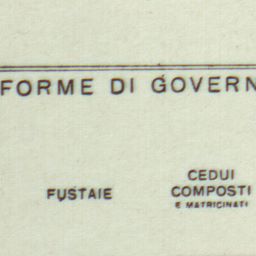 FORME DI GOVERN
FUSTAIE
CEDUI
COMPOSTI
E MATRICINATI